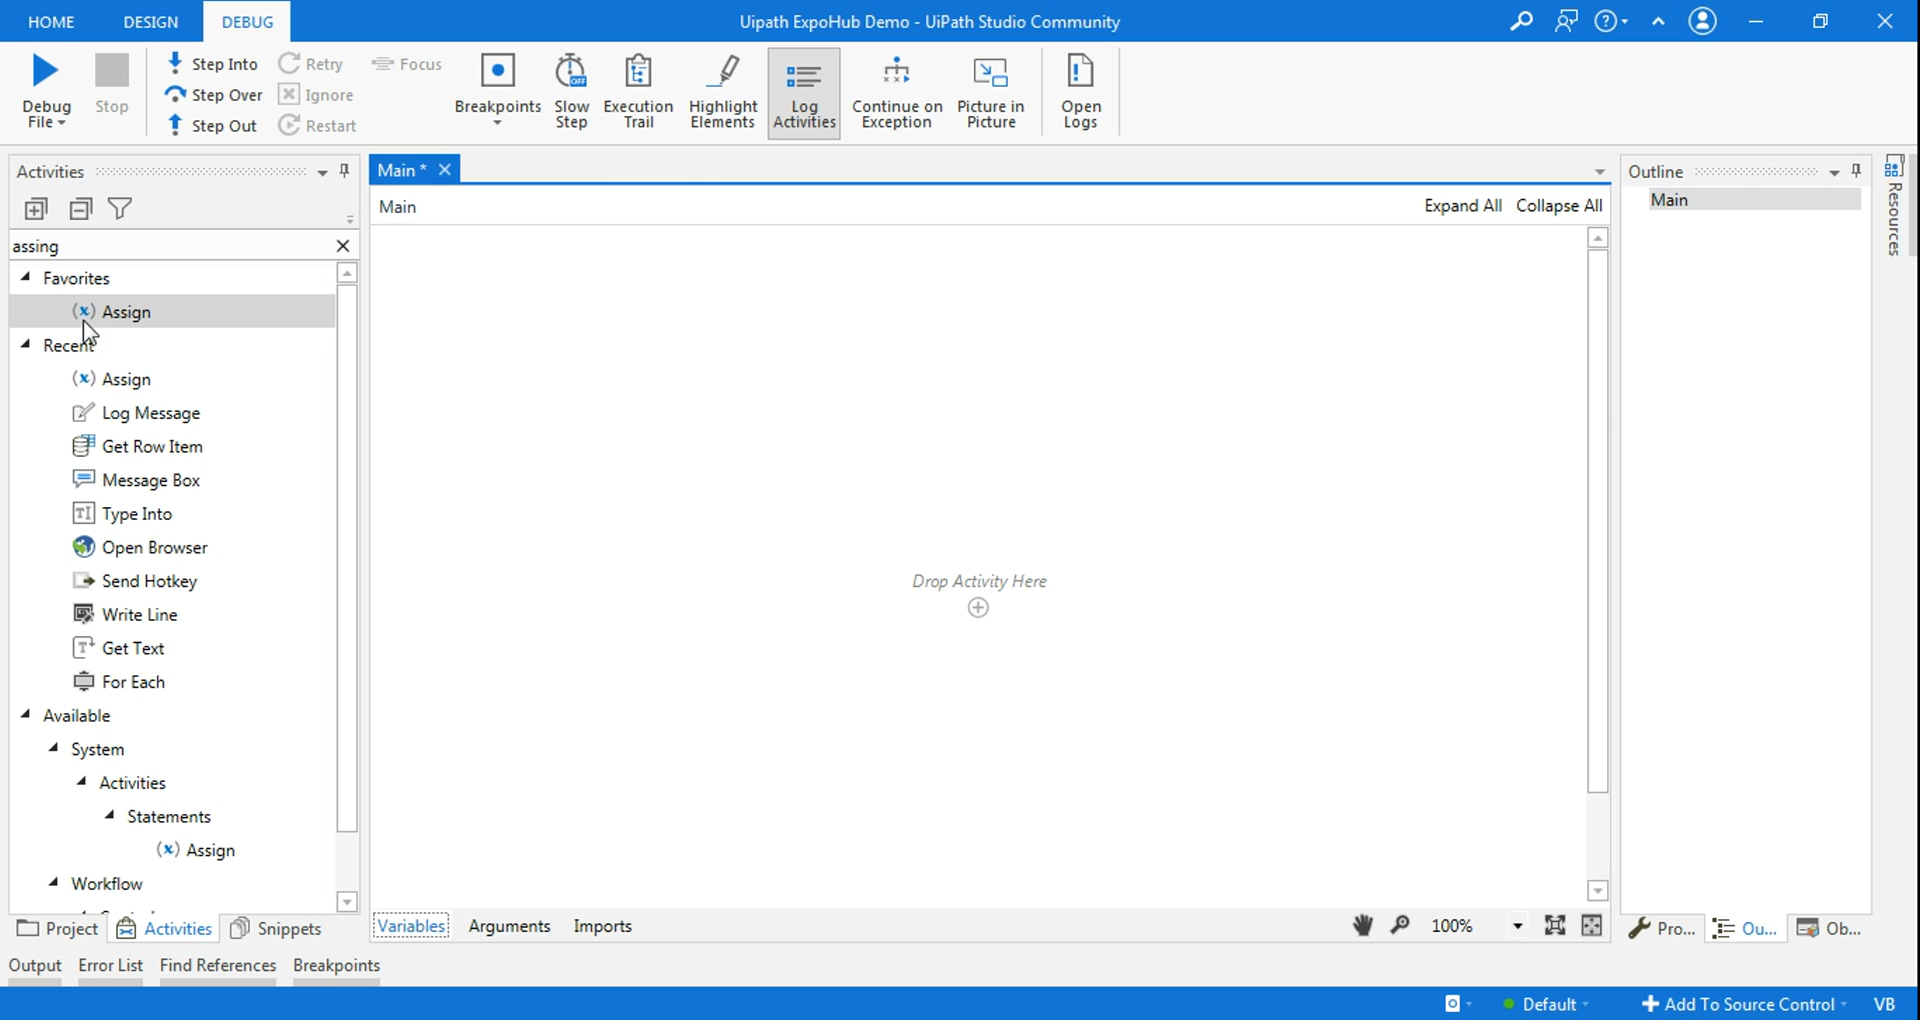 HOME DESIGN DEBUG Uipath ExpoHub Demo - UiPath Studio Community
Debug File
Stop
Step Into
Step Over
Step Out
Retry
Ignore
Restart
Focus
Breakpoints
Slow Step
Execution Trail
Highlight Elements
Log Activities
Continue on Exception
Picture in Picture
Open Logs
Activities
assing
Favorites
(x) Assign
Recent
(x) Assign
Log Message
Get Row Item
Message Box
Type Into
Open Browser
Send Hotkey
Write Line
Get Text
For Each
Available
System
Activities
Statements
(x) Assign
Workflow
Project Activities Snippets
Main *
Main Expand All Collapse All
Drop Activity Here
Variables Arguments Imports 100%
Outline
Main
Resources
Pro... Ou... Ob...
Output Error List Find References Breakpoints
Default Add To Source Control VB